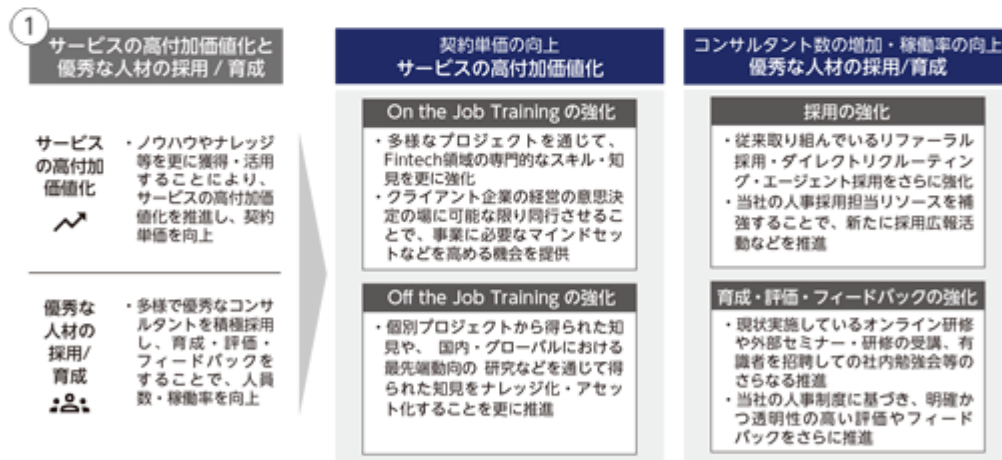 1
サービスの高付加価値化と
優秀な人材の採用 / 育成
サービス
の高付加
価値化
・ノウハウやナレッジ
等を更に獲得・活用
することにより、
サービスの高付加価
値化を推進し、契約
単価を向上
優秀な
人材の
採用/
育成
・多様で優秀なコンサ
ルタントを積極採用
し、育成・評価・
フィードバックを
することで、人員
数・稼働率を向上
契約単価の向上
サービスの高付加価値化
On the Job Training の強化
・多様なプロジェクトを通じて、
Fintech領域の専門的なスキル・知
見を更に強化
・クライアント企業の経営の意思決
定の場に可能な限り同行させるこ
とで、事業に必要なマインドセッ
トなどを高める機会を提供
Off the Job Training の強化
・個別プロジェクトから得られた知
見や、 国内・グローバルにおける
最先端動向の 研究などを通じて得
られた知見をナレッジ化・アセッ
ト化することを更に推進
コンサルタント数の増加・稼働率の向上
優秀な人材の採用/育成
採用の強化
・従来取り組んでいるリファーラル
採用・ダイレクトリクルーティン
グ・エージェント採用をさらに強化
・当社の人事採用担当リソースを補
強することで、新たに採用広報活
動などを推進
育成・評価・フィードバックの強化
・現状実施しているオンライン研修
や外部セミナー・研修の受講、有
識者を招聘しての社内勉強会等の
さらなる推進
・当社の人事制度に基づき、明確か
つ透明性の高い評価やフィード
バックをさらに推進